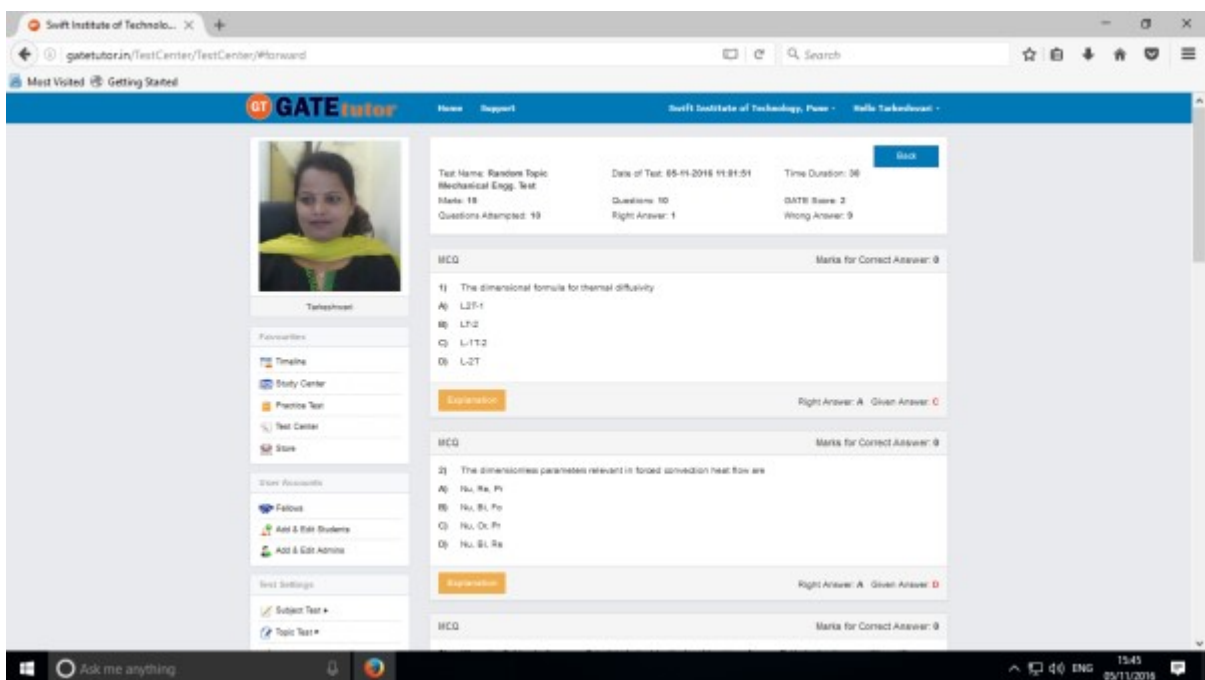 Swift Institute of Technolo...
gatetutor.in/TestCenter/TestCenter/#forward
Search
Most Visited Getting Started
GT GATEtutor
Home Support Swift Institute of Technology, Pune Hello Tarkeshwari
Back
Test Name: Random Topic Mechanical Engg. Test
Date of Test: 05-11-2016 11:01:51
Time Duration: 30
Marks: 10
Questions: 10
GATE Score: 2
Questions Attempted: 10
Right Answer: 1
Wrong Answer: 9
Tarkeshwari
Favourites
Timeline
Study Center
Practice Test
Test Center
Store
User Accounts
Fellows
Add & Edit Students
Add & Edit Admins
Test Settings
Subject Test
Topic Test
MCQ Marks for Correct Answer: 0
1) The dimensional formula for thermal diffusivity
A) L2T-1
B) LT-2
C) L-1T-2
D) L-2T
Explanation Right Answer: A Given Answer: C
MCQ Marks for Correct Answer: 0
2) The dimensionless parameters relevant in forced convection heat flow are
A) Nu, Re, Pr
B) Nu, Bi, Fo
C) Nu, Gr, Pr
D) Nu, Bi, Re
Explanation Right Answer: A Given Answer: D
MCQ Marks for Correct Answer: 0
Ask me anything
ENG
15:45
05/11/2016